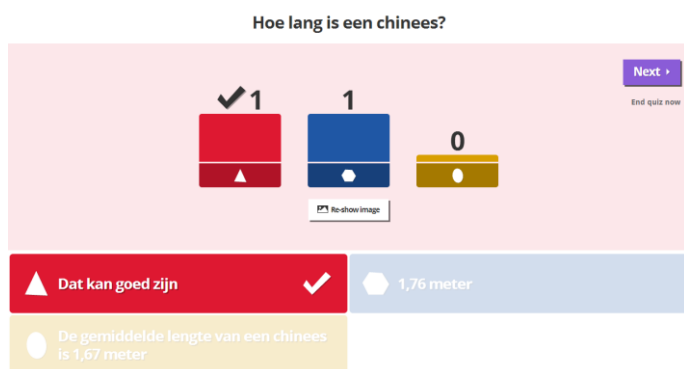 Hoe lang is een chinees?
Next
End quiz now
1
1
0
Re-show image
Dat kan goed zijn
1,76 meter
De gemiddelde lengte van een chinees
is 1,67 meter